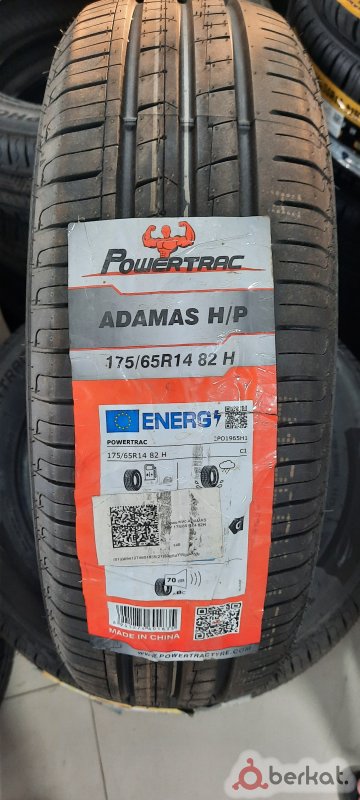 POWERTRAC
ADAMAS H/P
175/65R14 82 H
ENERG
POWERTRAC
175/65R14 82 H
C1
70 dB
MADE IN CHINA
WWW.POWERTRACTYRE.COM
berkat.